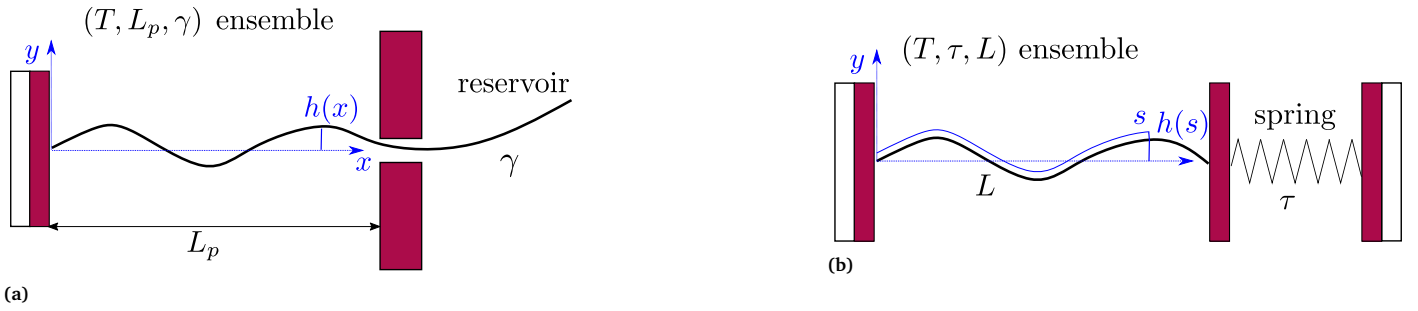 (T, L_p, γ) ensemble
y
reservoir
h(x)
x
γ
L_p
(a)
(T, τ, L) ensemble
y
spring
s h(s)
L
τ
(b)